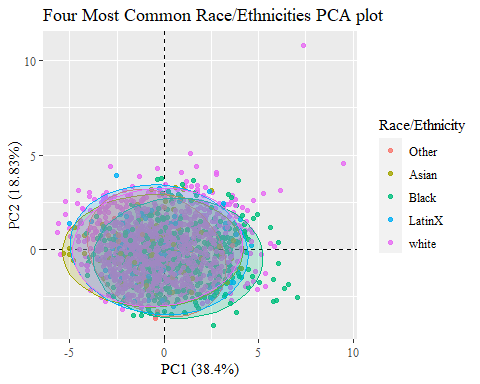 Four Most Common Race/Ethnicities PCA plot
10
5
0
PC2 (18.83%)
-5
0
5
10
PC1 (38.4%)
Race/Ethnicity
Other
Asian
Black
LatinX
white